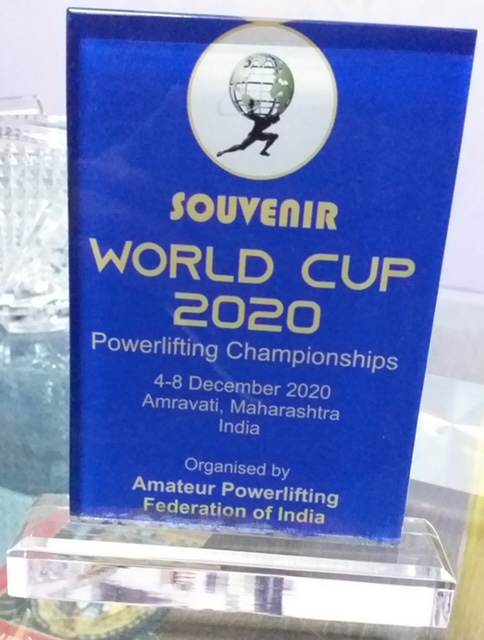 SOUVENIR
WORLD CUP
2020
Powerlifting Championships
4-8 December 2020
Amravati, Maharashtra
India
Organised by
Amateur Powerlifting
Federation of India